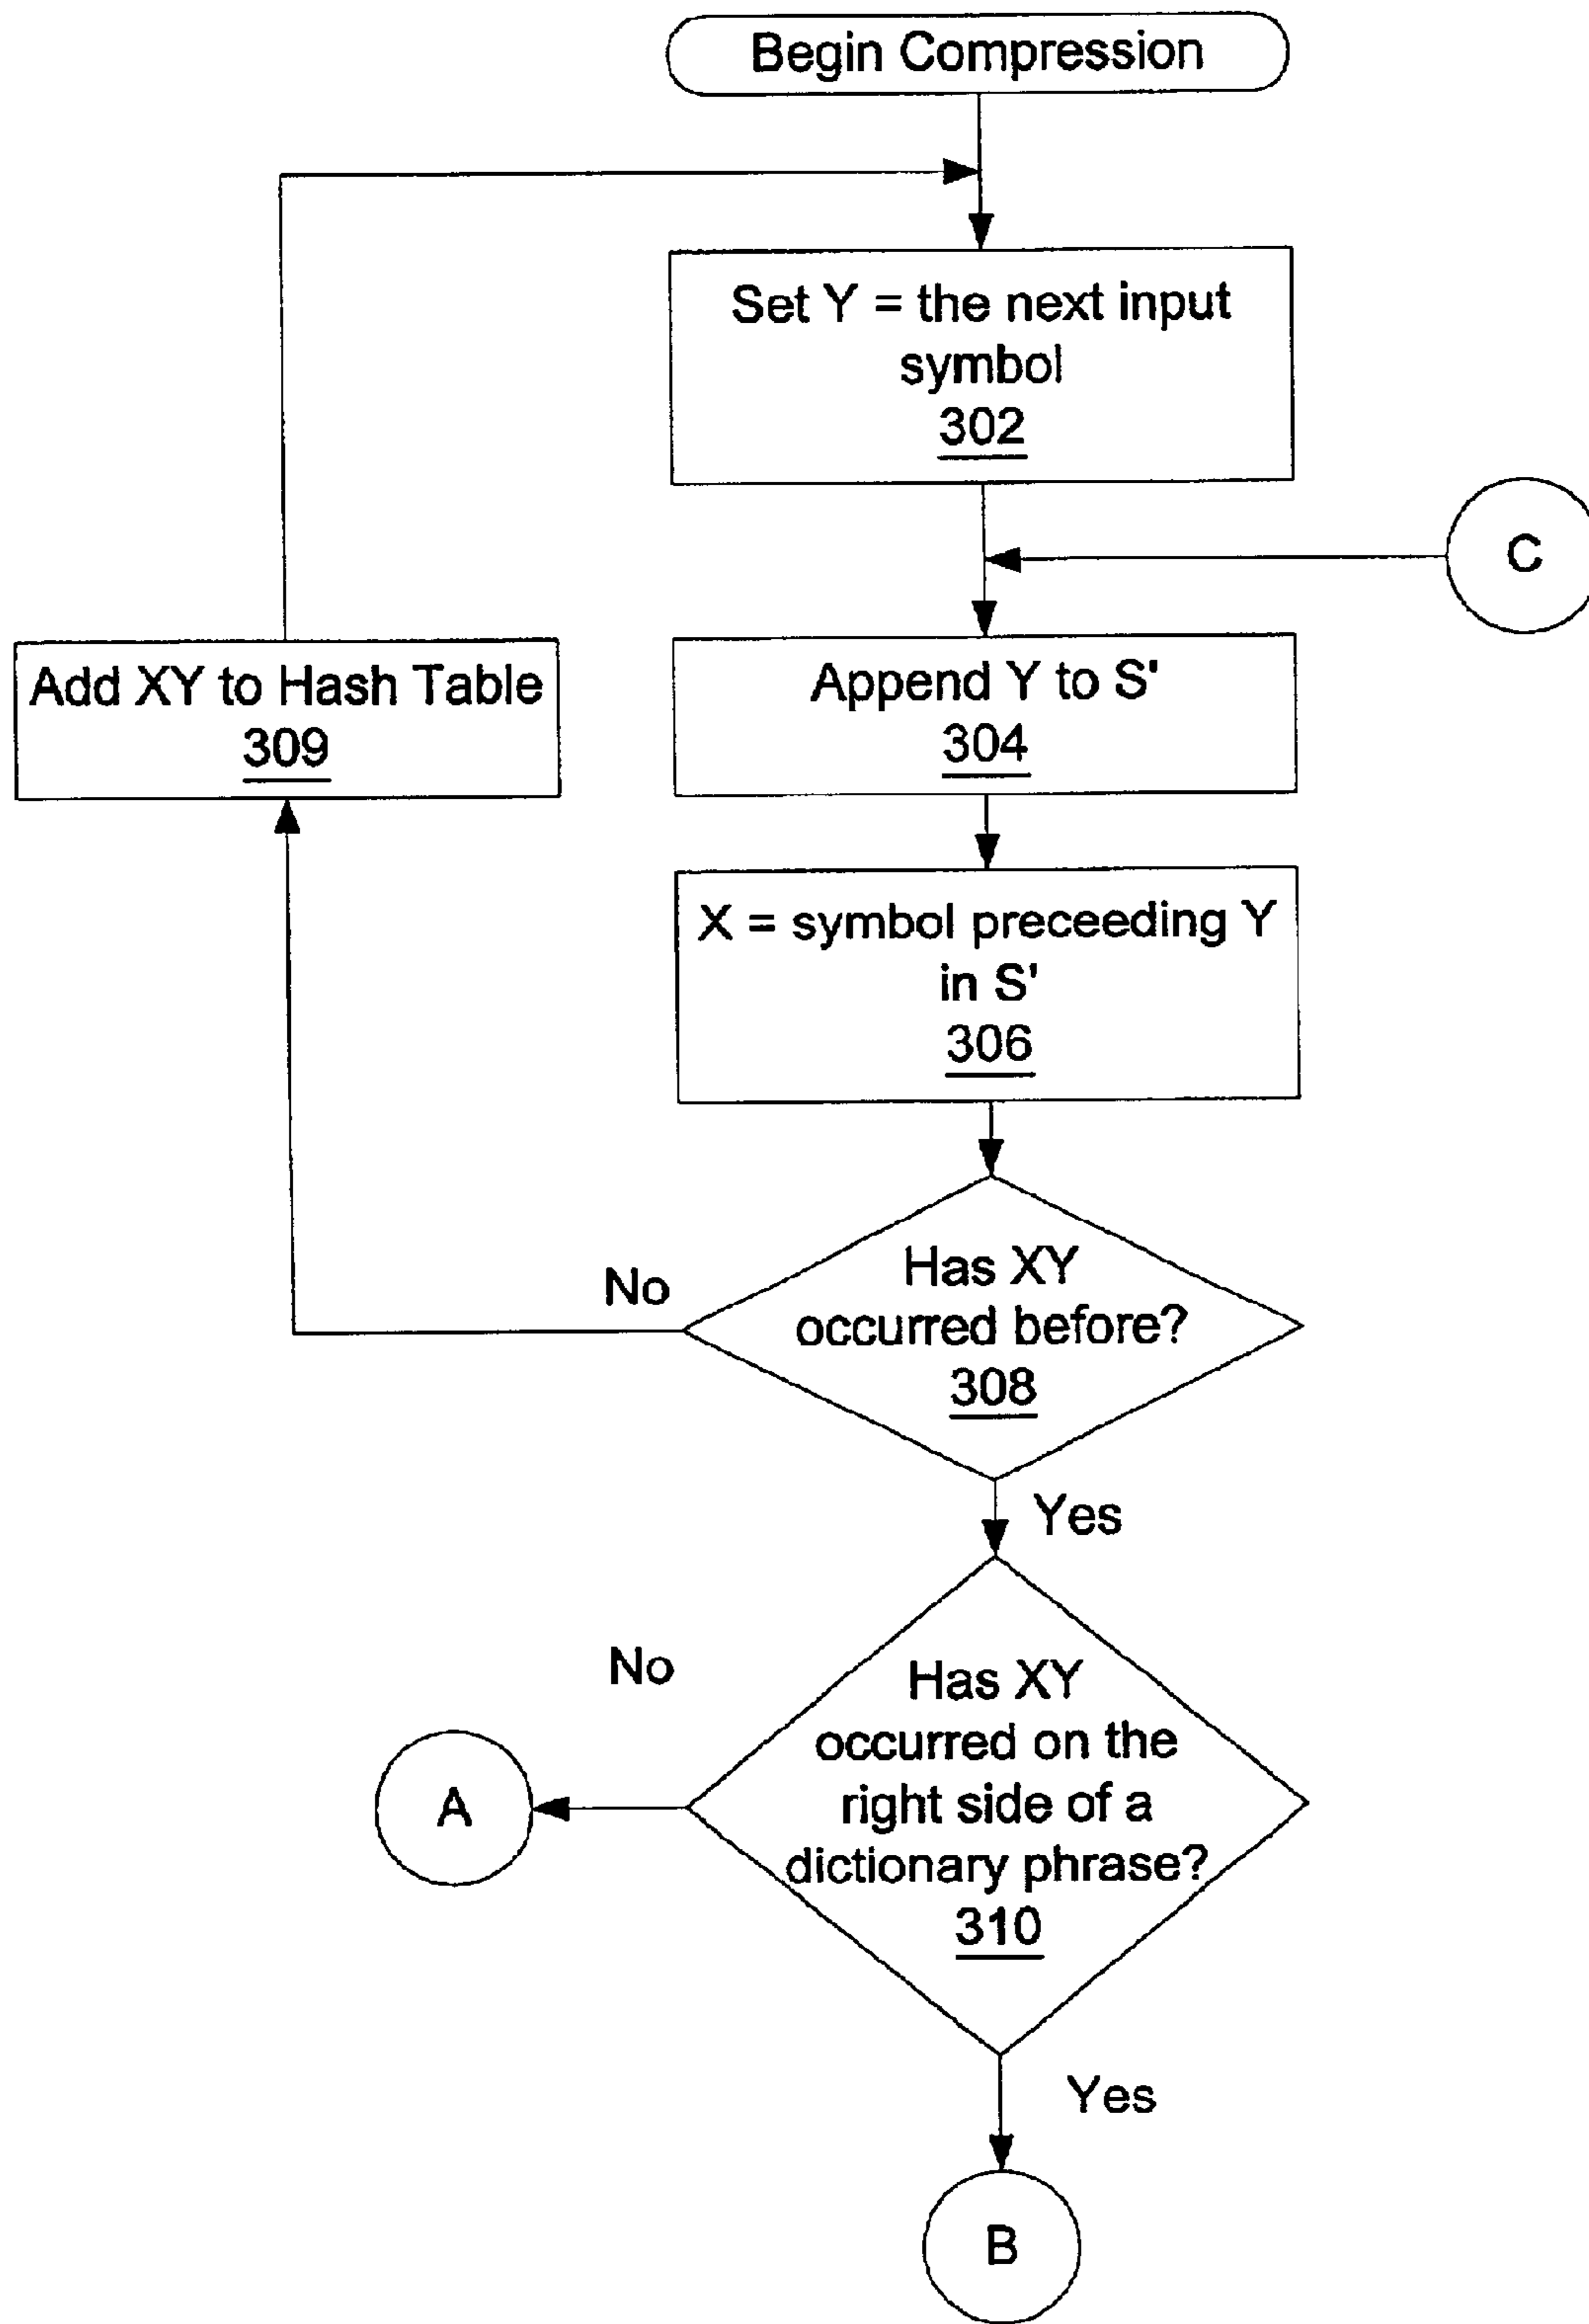 Begin Compression
Set Y = the next input
symbol
302
C
Add XY to Hash Table
309
Append Y to S'
304
X = symbol preceeding Y
in S'
306
Has XY
occurred before?
308
No
Yes
Has XY
occurred on the
right side of a
dictionary phrase?
310
No
A
Yes
B